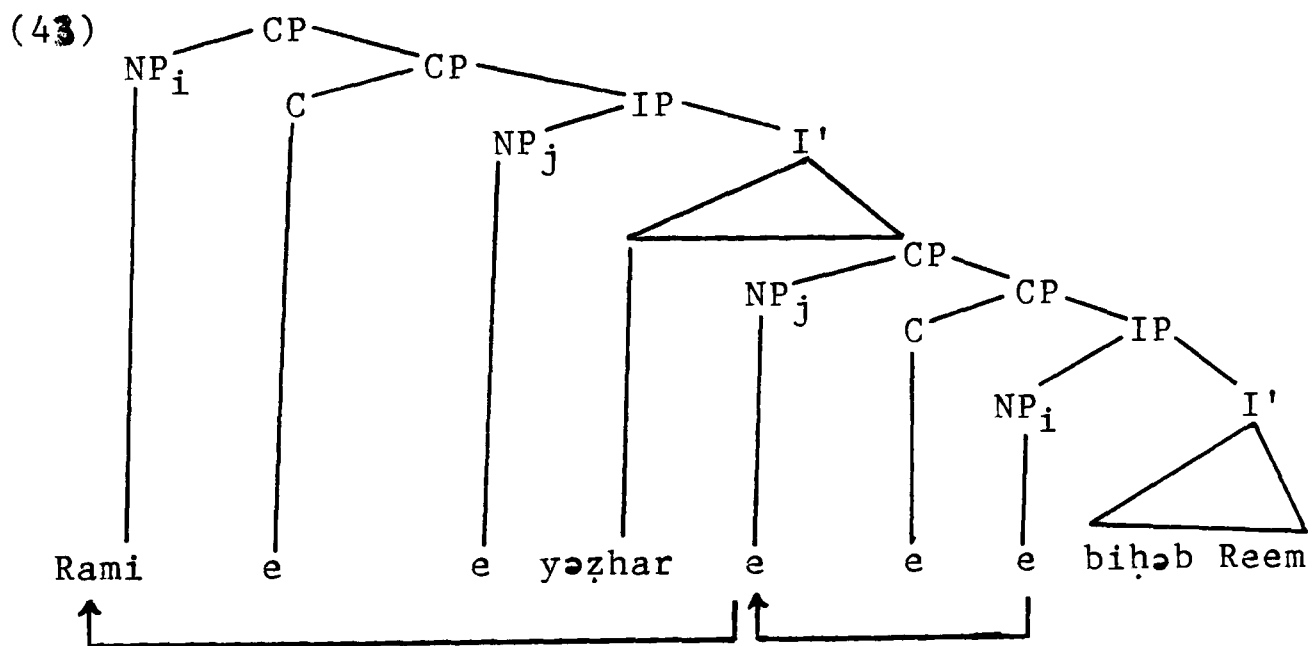 (43)
CP
NPi CP
C IP
NPj I'
CP
NPj CP
C IP
NPi I'
Rami e e yəẓhar e e e biḥəb Reem